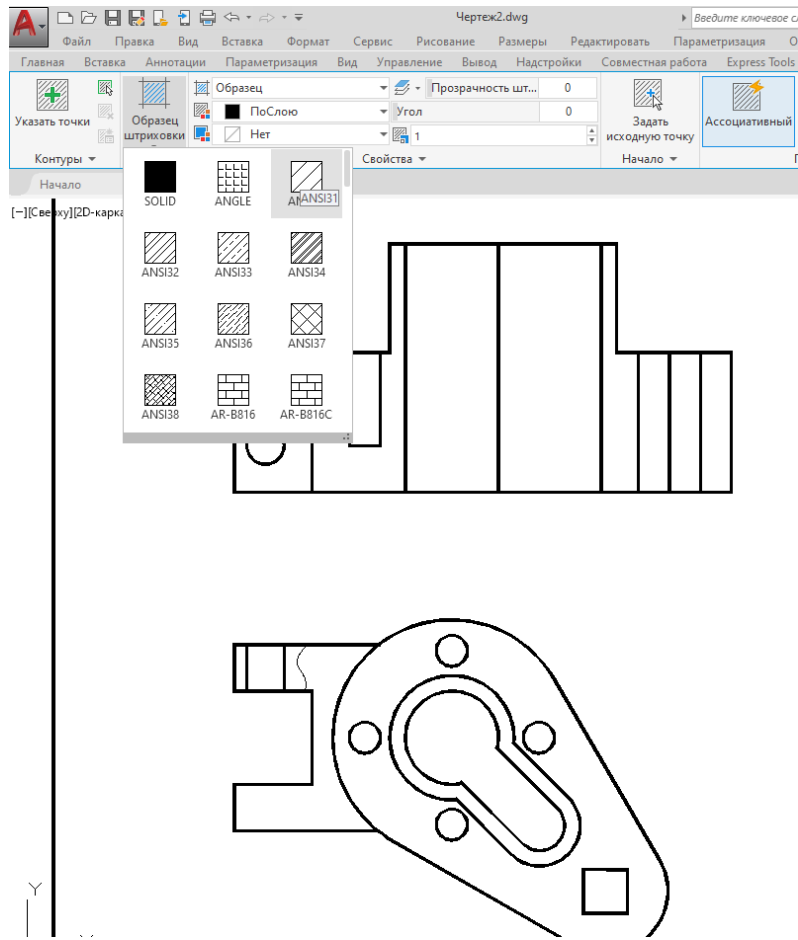 Чертеж2.dwg
Введите ключевое с
Файл Правка Вид Вставка Формат Сервис Рисование Размеры Редактировать Параметризация О
Главная Вставка Аннотации Параметризация Вид Управление Вывод Надстройки Совместная работа Express Tools
Указать точки
Образец штриховки
Образец
ПоСлою
Нет
Прозрачность шт... 0
Угол 0
1
Задать
исходную точку
Ассоциативный
Контуры
Свойства
Начало
Начало
[−][Сверху][2D-карка
SOLID ANGLE ANSI31
ANSI32 ANSI33 ANSI34
ANSI35 ANSI36 ANSI37
ANSI38 AR-B816 AR-B816C
Y